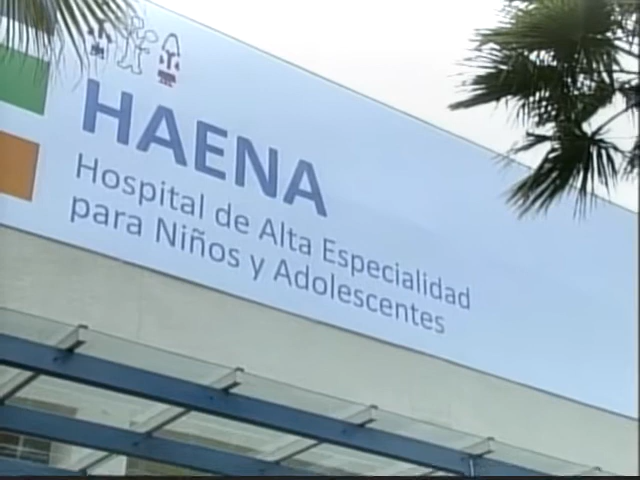 HAENA
Hospital de Alta Especialidad
para Niños y Adolescentes